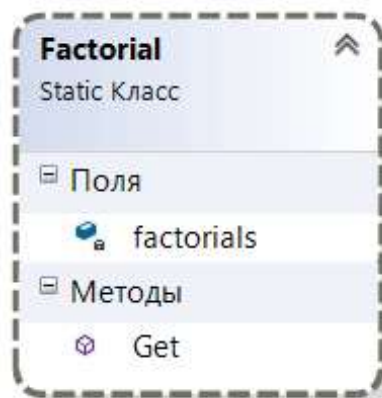 Factorial
Static Класс
Поля
factorials
Методы
Get